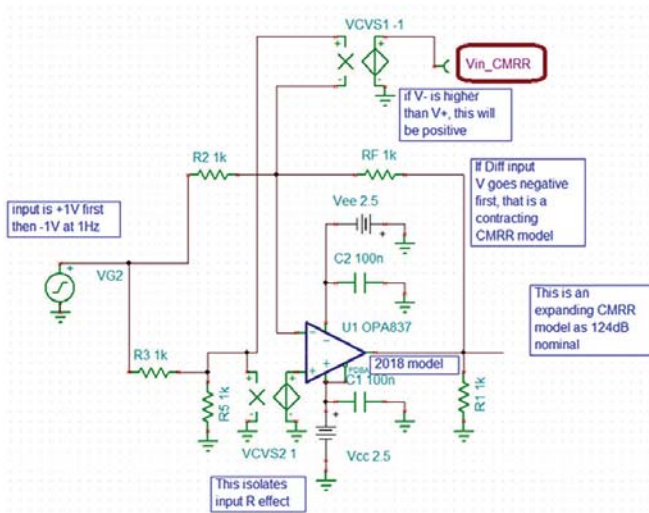 VCVS1 -1
Vin_CMRR
if V- is higher
than V+, this will
be positive
R2 1k
RF 1k
If Diff input
V goes negative
first, that is a
contracting
CMRR model
input is +1V first
then -1V at 1Hz
Vee 2.5
C2 100n
VG2
This is an
expanding CMRR
model as 124dB
nominal
U1 OPA837
2018 model
R3 1k
R5 1k
C1 100n
R1 1k
VCVS2 1
Vcc 2.5
This isolates
input R effect